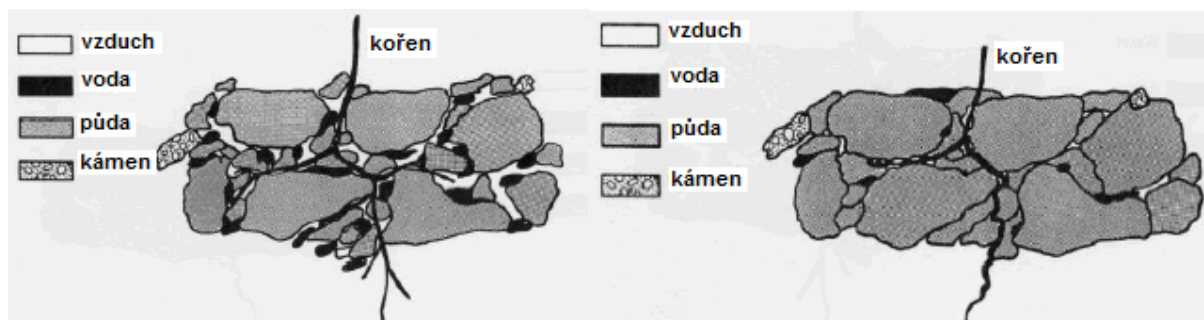 vzduch
voda
půda
kámen
kořen
vzduch
voda
půda
kámen
kořen